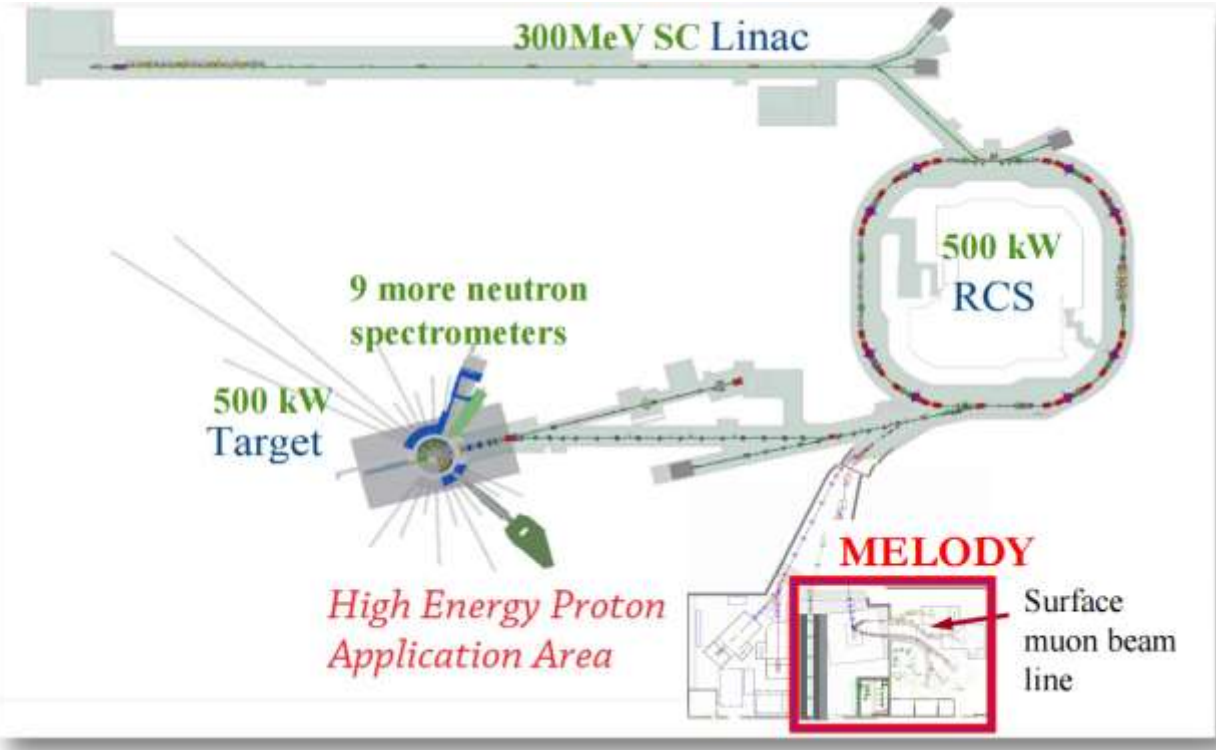 300MeV SC Linac
500 kW
RCS
9 more neutron
spectrometers
500 kW
Target
MELODY
High Energy Proton
Application Area
Surface
muon beam
line